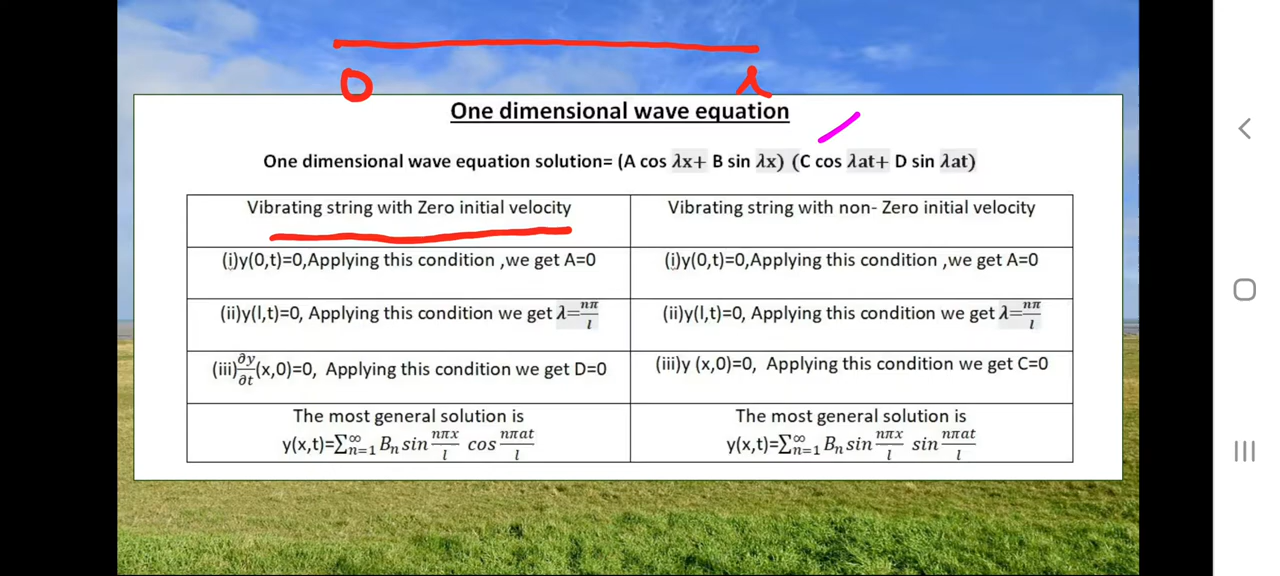 0 λ
One dimensional wave equation
One dimensional wave equation solution= (A cos λx+ B sin λx) (C cos λat+ D sin λat)
Vibrating string with Zero initial velocity
Vibrating string with non- Zero initial velocity
(i)y(0,t)=0,Applying this condition ,we get A=0
(i)y(0,t)=0,Applying this condition ,we get A=0
(ii)y(l,t)=0, Applying this condition we get λ=nπ/l
(ii)y(l,t)=0, Applying this condition we get λ=nπ/l
(iii)∂y/∂t(x,0)=0, Applying this condition we get D=0
(iii)y (x,0)=0, Applying this condition we get C=0
The most general solution is
y(x,t)=∑_{n=1}^{∞} B_n sin nπx/l cos nπat/l
The most general solution is
y(x,t)=∑_{n=1}^{∞} B_n sin nπx/l sin nπat/l